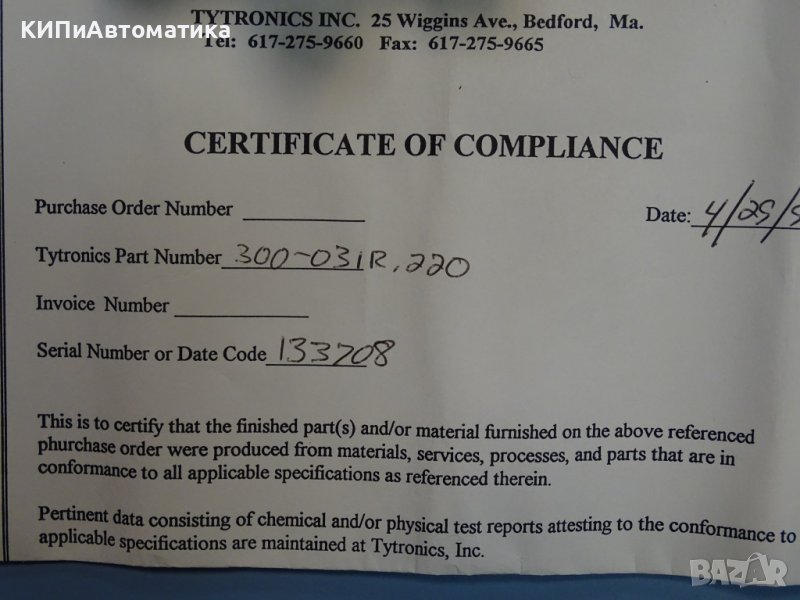 КИПиАвтоматика
TYTRONICS INC. 25 Wiggins Ave., Bedford, Ma.
Tel: 617-275-9660 Fax: 617-275-9665
CERTIFICATE OF COMPLIANCE
Purchase Order Number
Date: 4/25/
Tytronics Part Number 300-031R,220
Invoice Number
Serial Number or Date Code 133708
This is to certify that the finished part(s) and/or material furnished on the above referenced
phurchase order were produced from materials, services, processes, and parts that are in
conformance to all applicable specifications as referenced therein.
Pertinent data consisting of chemical and/or physical test reports attesting to the conformance to
applicable specifications are maintained at Tytronics, Inc.
BAZAR